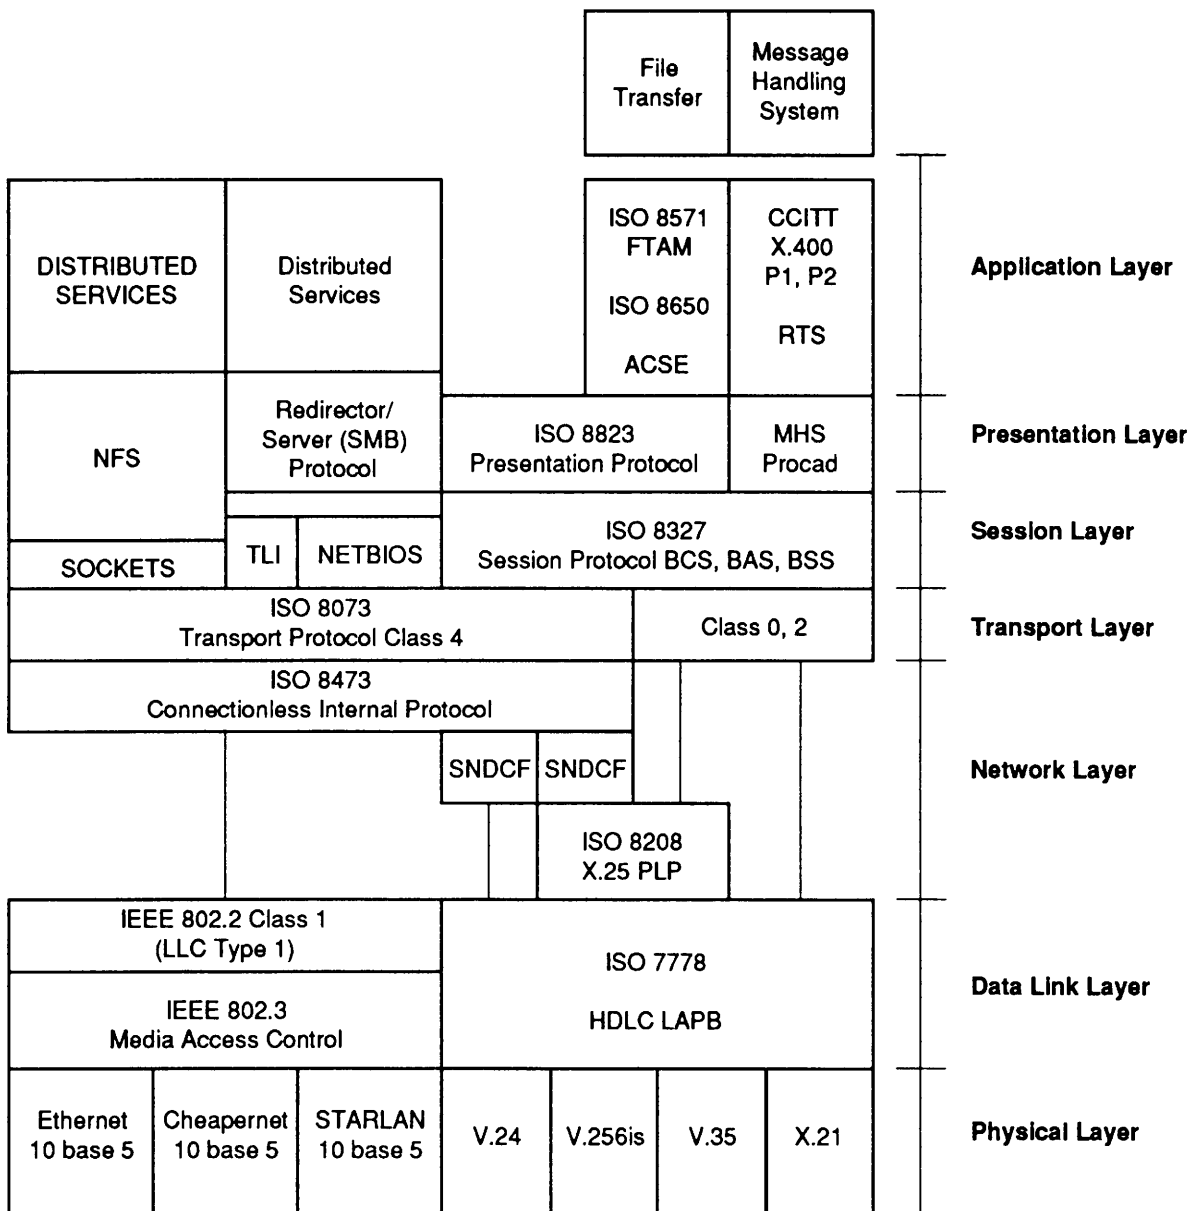 File
Transfer
Message
Handling
System
DISTRIBUTED
SERVICES
Distributed
Services
ISO 8571
FTAM
ISO 8650
ACSE
CCITT
X.400
P1, P2
RTS
Application Layer
NFS
Redirector/
Server (SMB)
Protocol
ISO 8823
Presentation Protocol
MHS
Procad
Presentation Layer
SOCKETS
TLI
NETBIOS
ISO 8327
Session Protocol BCS, BAS, BSS
Session Layer
ISO 8073
Transport Protocol Class 4
Class 0, 2
Transport Layer
ISO 8473
Connectionless Internal Protocol
SNDCF
SNDCF
ISO 8208
X.25 PLP
Network Layer
IEEE 802.2 Class 1
(LLC Type 1)
IEEE 802.3
Media Access Control
ISO 7778
HDLC LAPB
Data Link Layer
Ethernet
10 base 5
Cheapernet
10 base 5
STARLAN
10 base 5
V.24
V.256is
V.35
X.21
Physical Layer